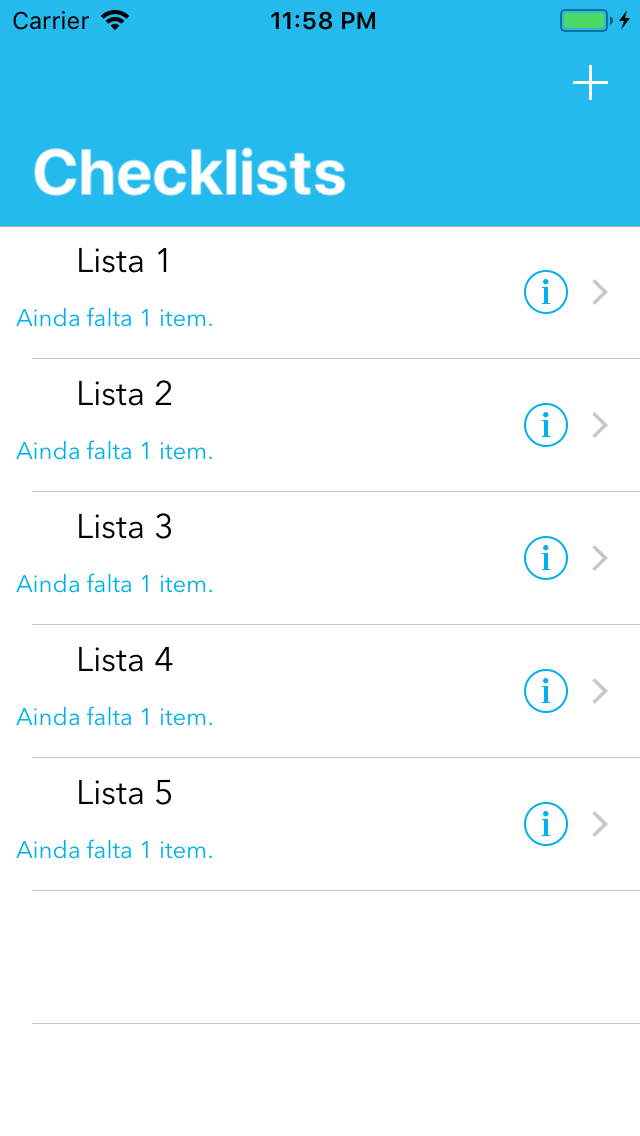 Carrier 11:58 PM
Checklists
Lista 1
Ainda falta 1 item.
Lista 2
Ainda falta 1 item.
Lista 3
Ainda falta 1 item.
Lista 4
Ainda falta 1 item.
Lista 5
Ainda falta 1 item.